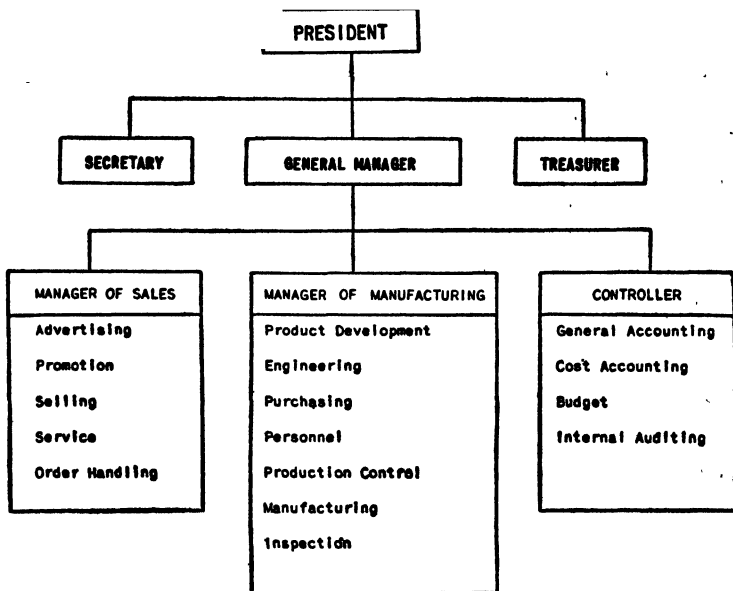 PRESIDENT
SECRETARY
GENERAL MANAGER
TREASURER
MANAGER OF SALES
Advertising
Promotion
Selling
Service
Order Handling
MANAGER OF MANUFACTURING
Product Development
Engineering
Purchasing
Personnel
Production Control
Manufacturing
Inspection
CONTROLLER
General Accounting
Cost Accounting
Budget
Internal Auditing